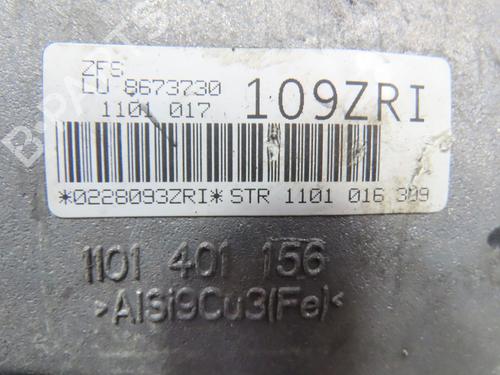 ZFS
LU 8673730
1101 017
109ZRI
*0228093ZRI* STR 1101 016 309
1101 401 156
>AlSi9Cu3(Fe)<